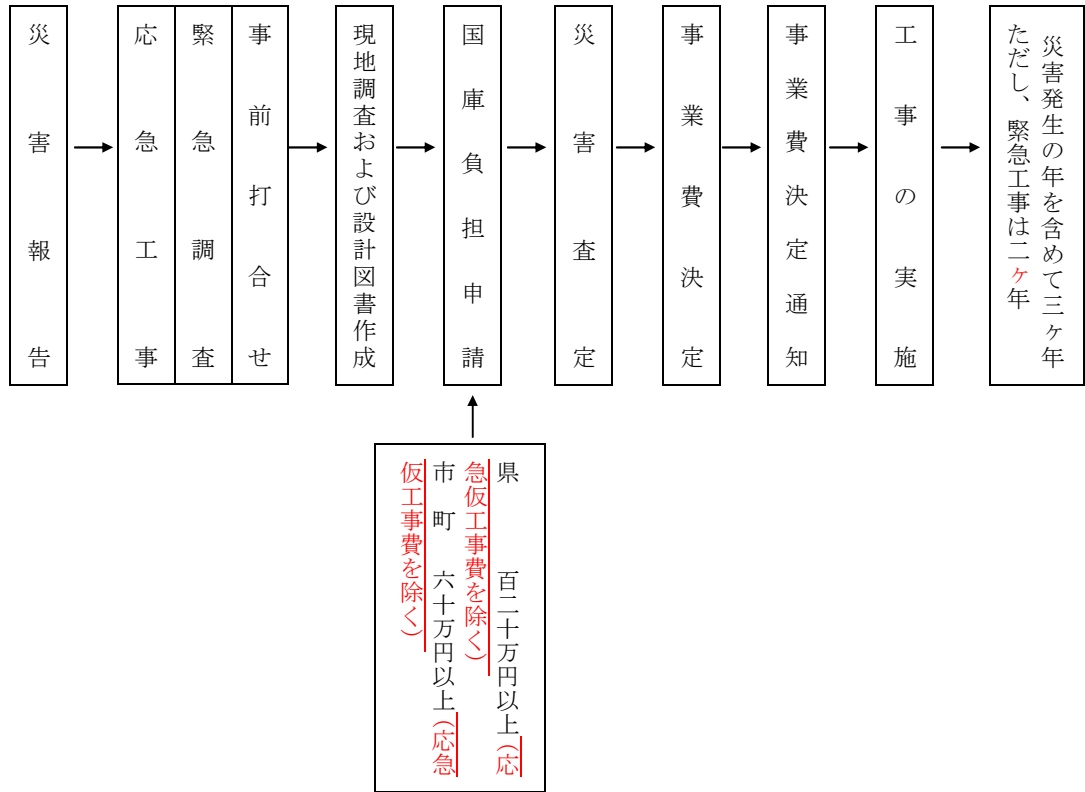 災害報告
応急工事
緊急調査
事前打合せ
現地調査および設計図書作成
国庫負担申請
災害査定
事業費決定
事業費決定通知
工事の実施
災害発生の年を含めて三ヶ年
ただし、緊急工事は二ケ年
県　百二十万円以上(応
急仮工事費を除く)
市町　六十万円以上(応急
仮工事費を除く)